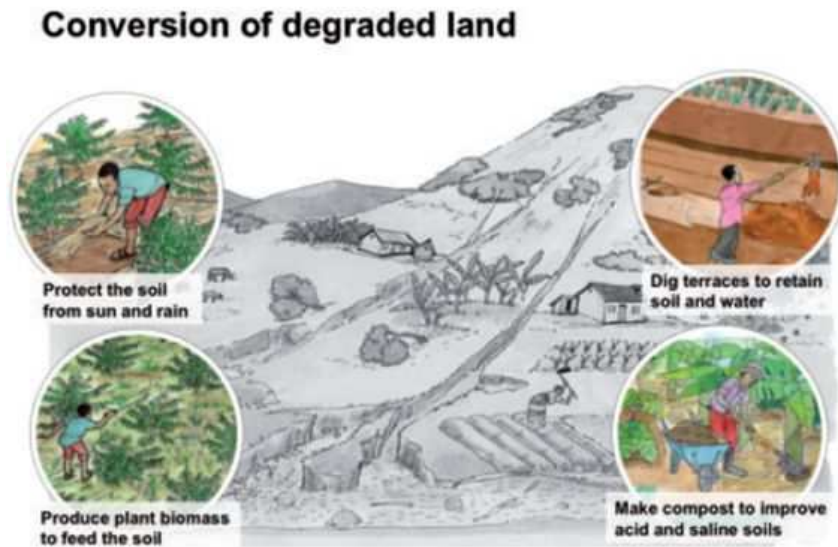 Conversion of degraded land
Protect the soil
from sun and rain
Dig terraces to retain
soil and water
Produce plant biomass
to feed the soil
Make compost to improve
acid and saline soils